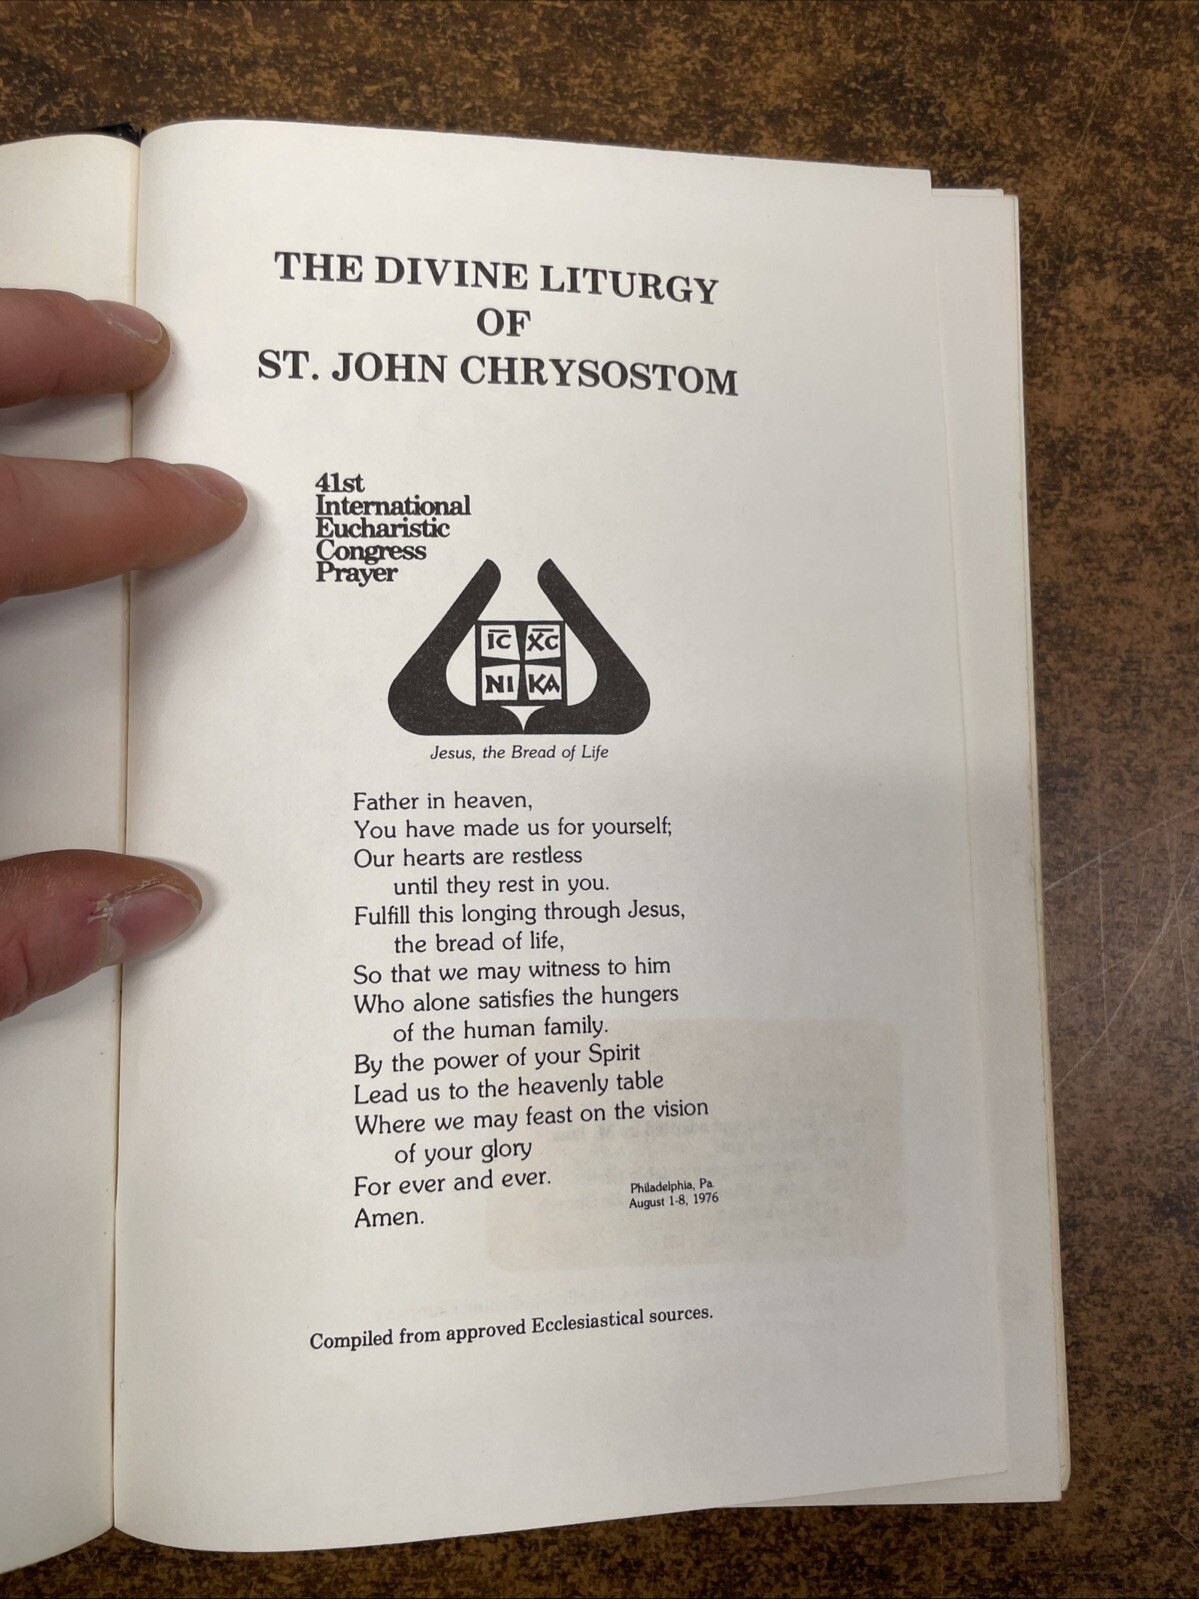 THE DIVINE LITURGY
OF
ST. JOHN CHRYSOSTOM
41st
International
Eucharistic
Congress
Prayer
I̅C̅ X̅C̅
NI KA
Jesus, the Bread of Life
Father in heaven,
You have made us for yourself;
Our hearts are restless
until they rest in you.
Fulfill this longing through Jesus,
the bread of life,
So that we may witness to him
Who alone satisfies the hungers
of the human family.
By the power of your Spirit
Lead us to the heavenly table
Where we may feast on the vision
of your glory
For ever and ever.
Amen.
Philadelphia, Pa.
August 1-8, 1976
Compiled from approved Ecclesiastical sources.